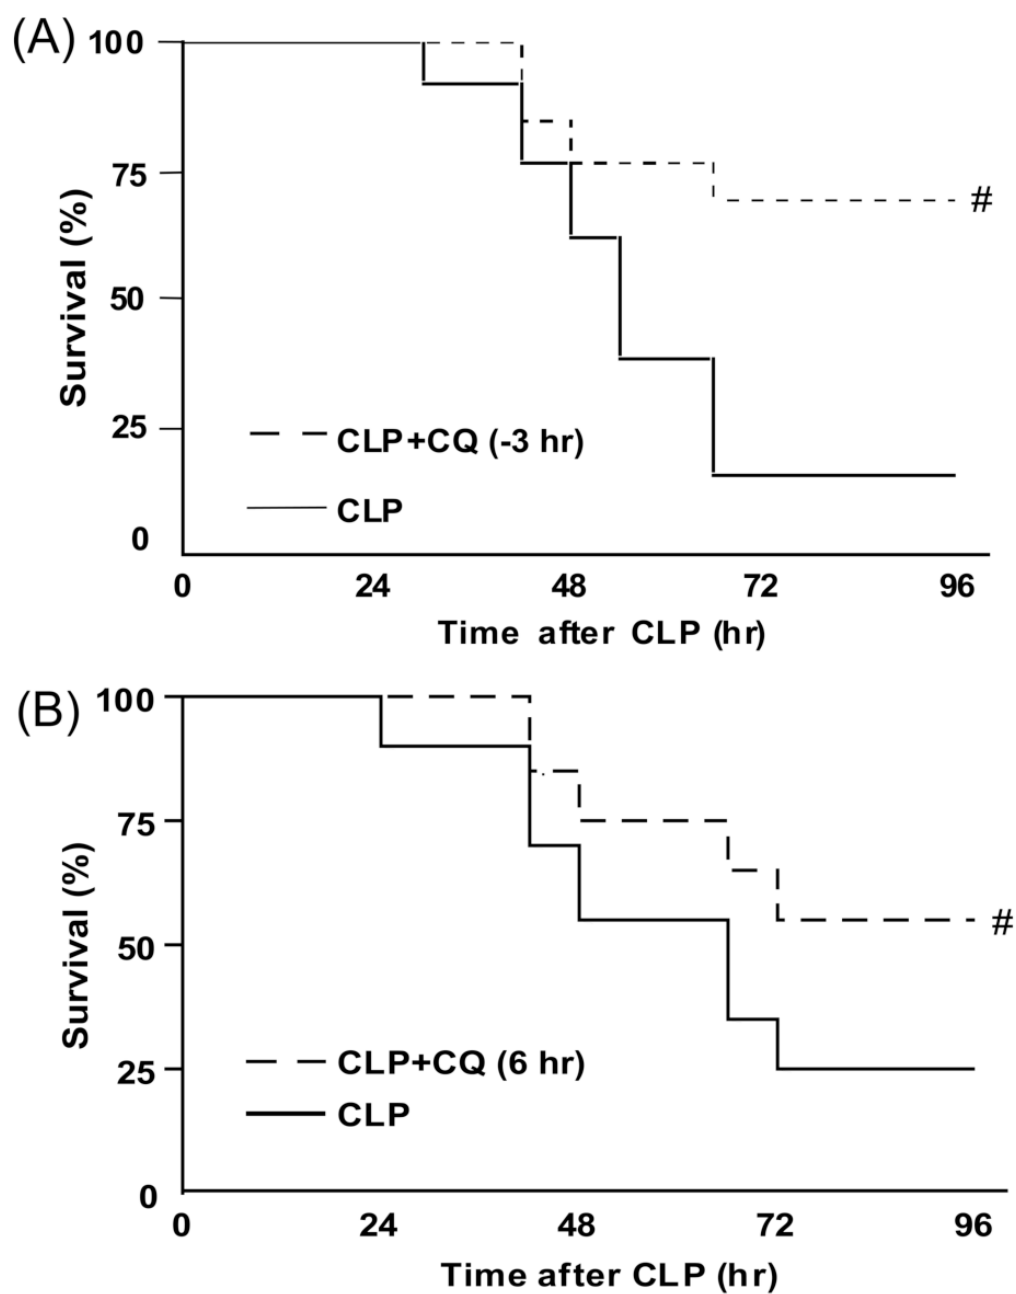 (A)
100
75
50
25
0
Survival (%)
#
CLP+CQ (-3 hr)
CLP
0 24 48 72 96
Time after CLP (hr)
(B)
100
75
50
25
0
Survival (%)
#
CLP+CQ (6 hr)
CLP
0 24 48 72 96
Time after CLP (hr)